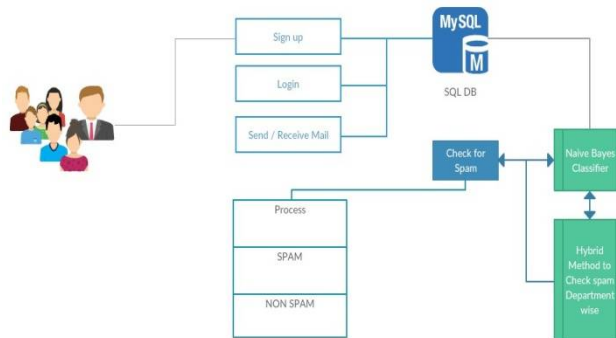 Sign up
Login
Send / Receive Mail
MySQL
M
SQL DB
Check for
Spam
Naive Bayes
Classifier
Hybrid
Method to
Check spam
Department
wise
Process
SPAM
NON SPAM